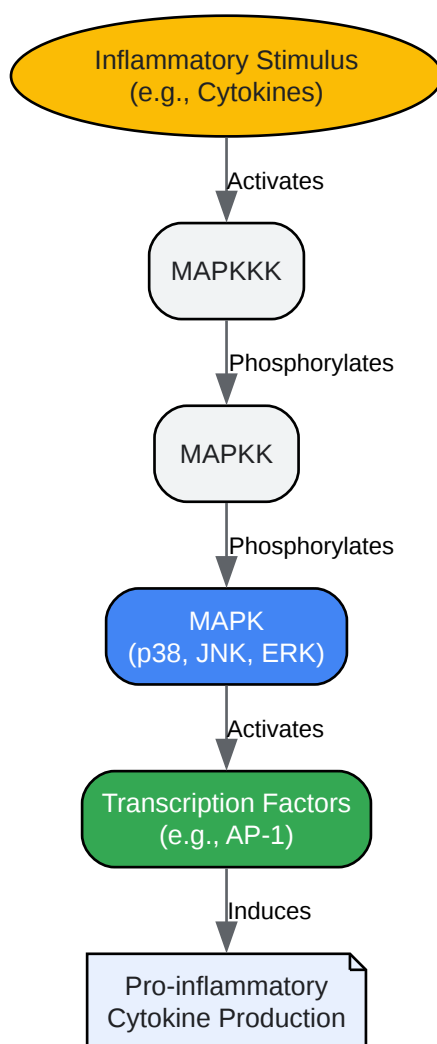 Inflammatory Stimulus
(e.g., Cytokines)
Activates
MAPKKK
Phosphorylates
MAPKK
Phosphorylates
MAPK
(p38, JNK, ERK)
Activates
Transcription Factors
(e.g., AP-1)
Induces
Pro-inflammatory
Cytokine Production